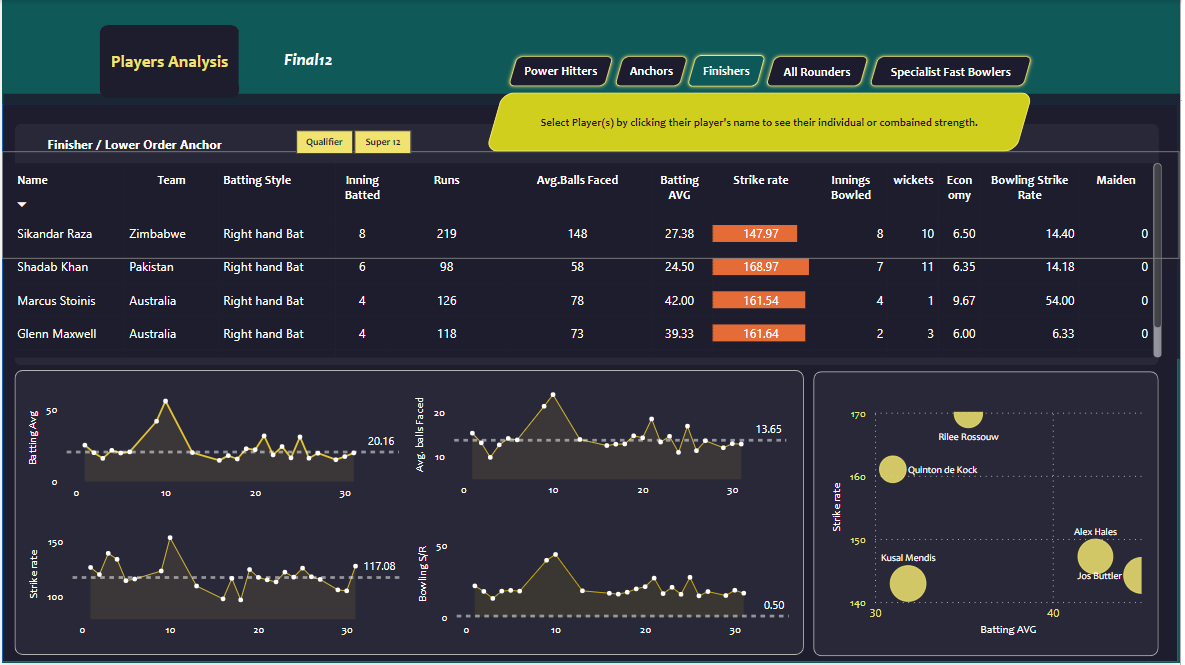 Players Analysis
Final12
Power Hitters
Anchors
Finishers
All Rounders
Specialist Fast Bowlers
Select Player(s) by clicking their player's name to see their individual or combained strength.
Finisher / Lower Order Anchor
Qualifier
Super 12
Name Team Batting Style Inning Batted Runs Avg.Balls Faced Batting AVG Strike rate Innings Bowled wickets Econ omy Bowling Strike Rate Maiden
Sikandar Raza Zimbabwe Right hand Bat 8 219 148 27.38 147.97 8 10 6.50 14.40 0
Shadab Khan Pakistan Right hand Bat 6 98 58 24.50 168.97 7 11 6.35 14.18 0
Marcus Stoinis Australia Right hand Bat 4 126 78 42.00 161.54 4 1 9.67 54.00 0
Glenn Maxwell Australia Right hand Bat 4 118 73 39.33 161.64 2 3 6.00 6.33 0
Batting Avg
50
0
20.16
0 10 20 30
Avg. balls Faced
20
10
13.65
0 10 20 30
Strike rate
150
100
117.08
0 10 20 30
Bowling S/R
50
0
0.50
0 10 20 30
Strike rate
170
160
150
140
Rilee Rossouw
Quinton de Kock
Alex Hales
Kusal Mendis
Jos Buttler
30 40
Batting AVG